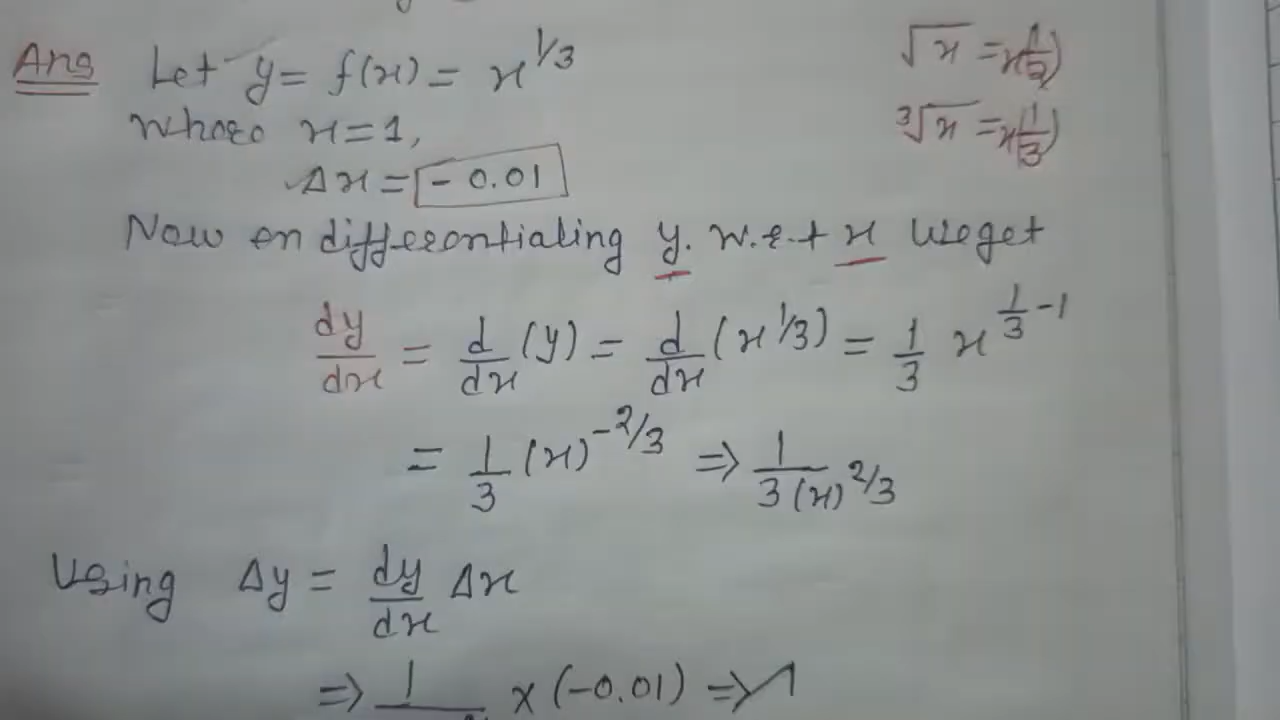 Ans Let y = f(x) = x^1/3
√x = x(1/2)
where x = 1,
³√x = x(1/3)
Δx = - 0.01
Now on differentiating y. w.r.t x we get
dy/dx = d/dx (y) = d/dx (x^1/3) = 1/3 x^1/3-1
= 1/3 (x)^-2/3 ⇒ 1/3(x)^2/3
Using Δy = dy/dx Δx
⇒ 1 × (-0.01) ⇒